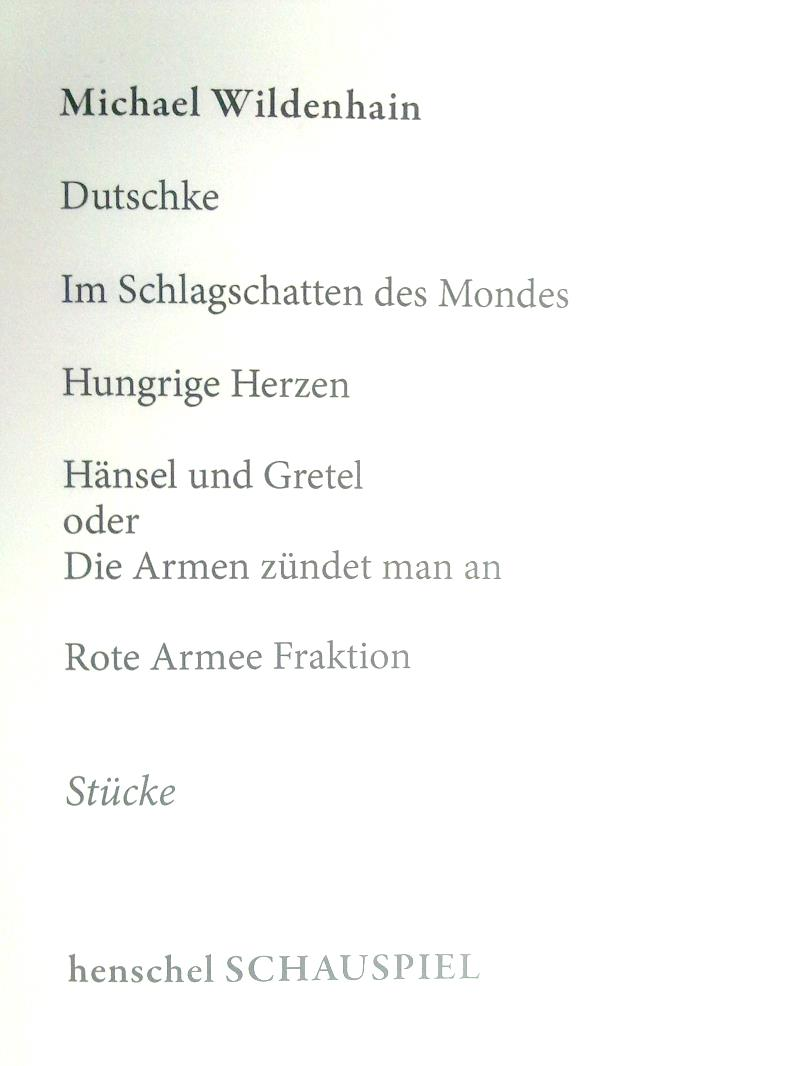 Michael Wildenhain
Dutschke
Im Schlagschatten des Mondes
Hungrige Herzen
Hänsel und Gretel
oder
Die Armen zündet man an
Rote Armee Fraktion
Stücke
henschel SCHAUSPIEL